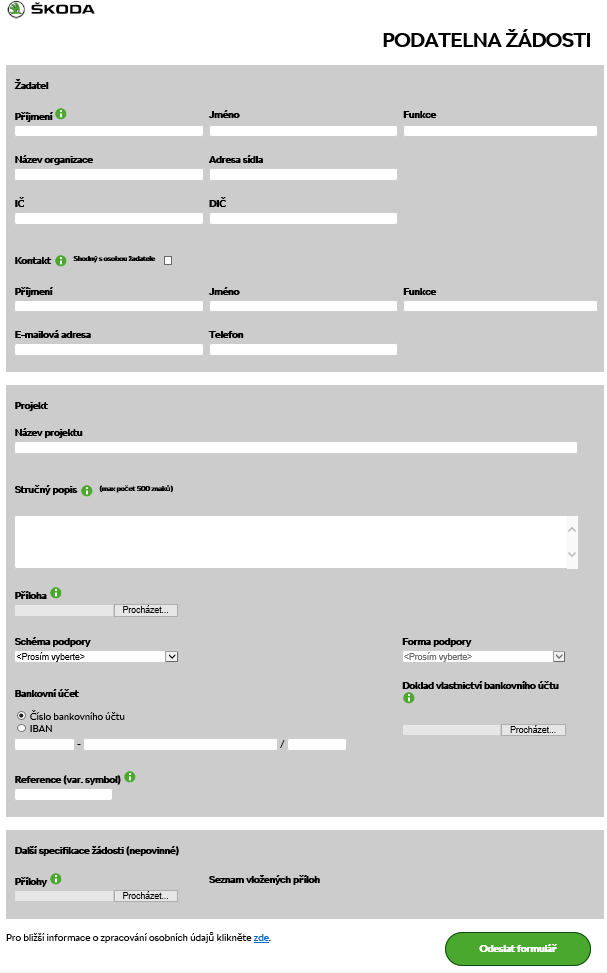 ŠKODA
PODATELNA ŽÁDOSTI
Žadatel
Příjmení Jméno Funkce
Název organizace Adresa sídla
IČ DIČ
Kontakt Shodný s osobou žadatele
Příjmení Jméno Funkce
E-mailová adresa Telefon
Projekt
Název projektu
Stručný popis (max počet 500 znaků)
Příloha
Procházet...
Schéma podpory Forma podpory
<Prosím vyberte> <Prosím vyberte>
Bankovní účet Doklad vlastnictví bankovního účtu
Číslo bankovního účtu
IBAN
- / Procházet...
Reference (var. symbol)
Další specifikace žádosti (nepovinné)
Přílohy Seznam vložených příloh
Procházet...
Pro bližší informace o zpracování osobních údajů klikněte zde.
Odeslat formulář